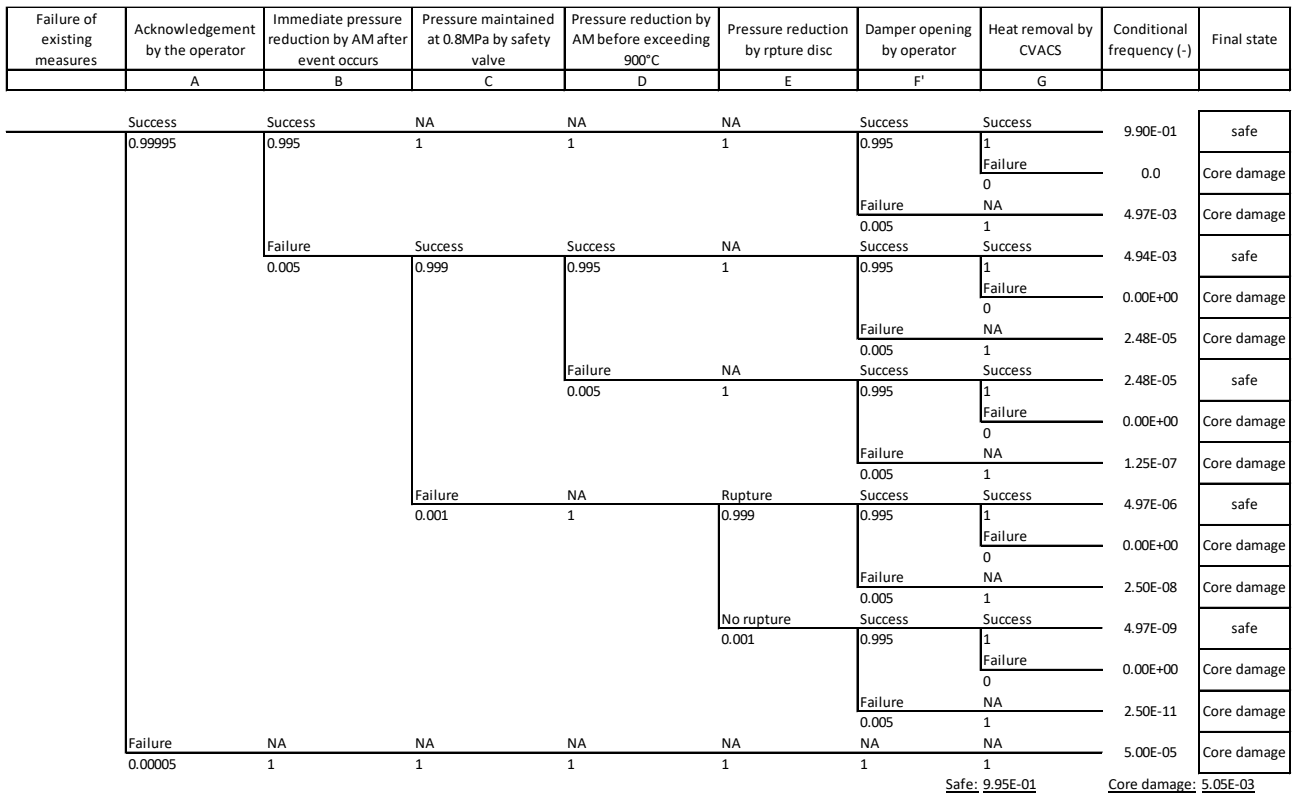 Failure of existing measures
Acknowledgement by the operator
Immediate pressure reduction by AM after event occurs
Pressure maintained at 0.8MPa by safety valve
Pressure reduction by AM before exceeding 900°C
Pressure reduction by rpture disc
Damper opening by operator
Heat removal by CVACS
Conditional frequency (-)
Final state
A B C D E F' G
Success Success NA NA NA Success Success
0.99995 0.995 1 1 1 0.995 1
9.90E-01 safe
Failure
0
0.0 Core damage
Failure NA
0.005 1
4.97E-03 Core damage
Failure Success Success NA Success Success
0.005 0.999 0.995 1 0.995 1
4.94E-03 safe
Failure
0
0.00E+00 Core damage
Failure NA
0.005 1
2.48E-05 Core damage
Failure NA Success Success
0.005 1 0.995 1
2.48E-05 safe
Failure
0
0.00E+00 Core damage
Failure NA
0.005 1
1.25E-07 Core damage
Failure NA Rupture Success Success
0.001 1 0.999 0.995 1
4.97E-06 safe
Failure
0
0.00E+00 Core damage
Failure NA
0.005 1
2.50E-08 Core damage
No rupture Success Success
0.001 0.995 1
4.97E-09 safe
Failure
0
0.00E+00 Core damage
Failure NA
0.005 1
2.50E-11 Core damage
Failure NA NA NA NA NA NA
0.00005 1 1 1 1 1 1
5.00E-05 Core damage
Safe: 9.95E-01 Core damage: 5.05E-03